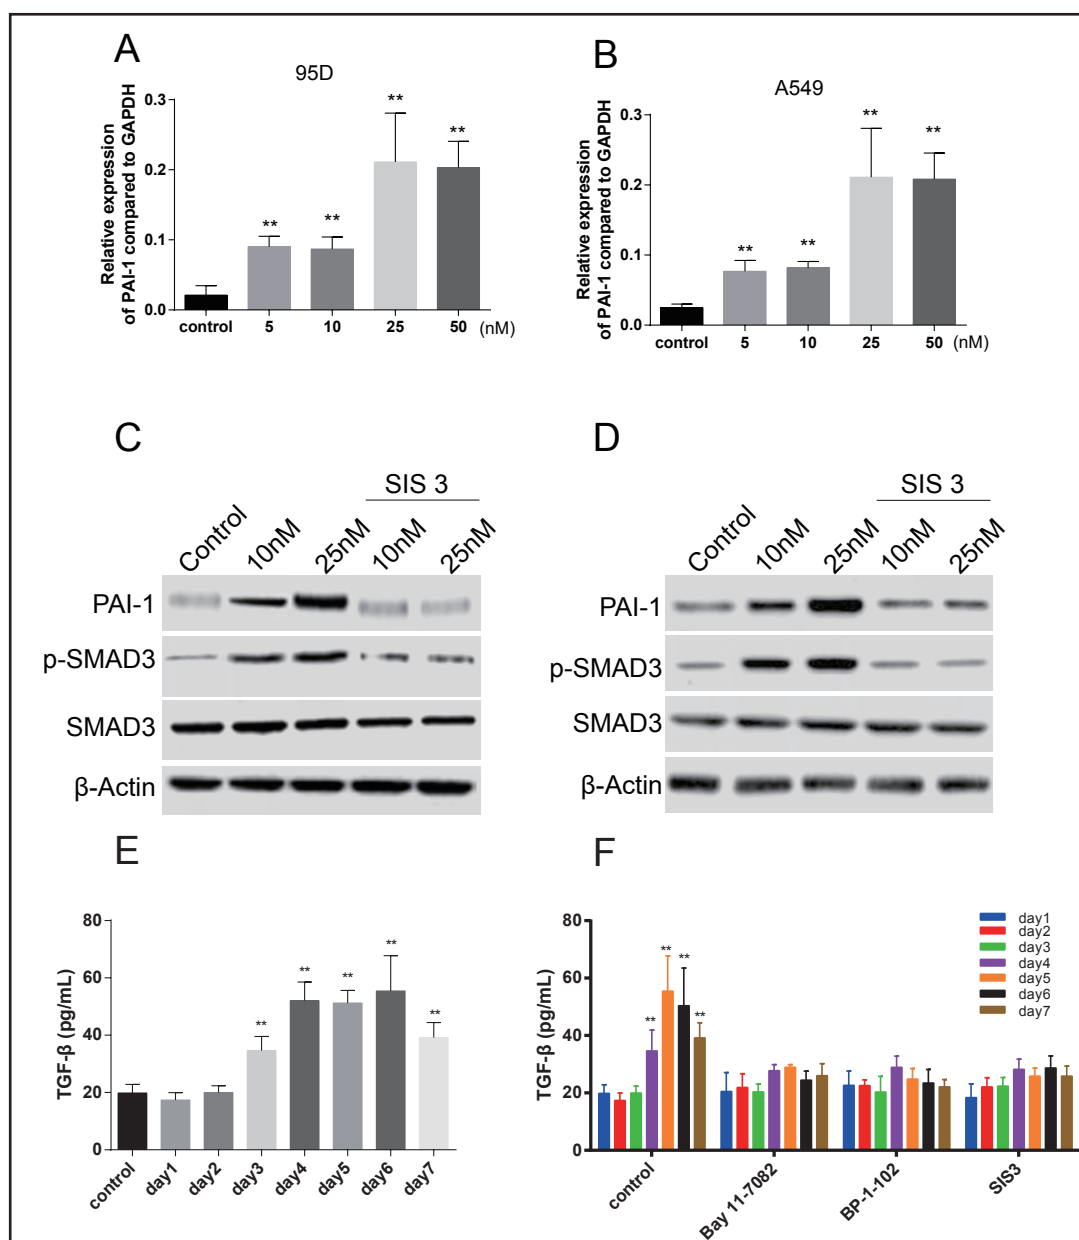 A
95D
Relative expression
of PAI-1 compared to GAPDH
0.3
0.2
0.1
0.0
**
**
**
**
control 5 10 25 50 (nM)
B
A549
Relative expression
of PAI-1 compared to GAPDH
0.3
0.2
0.1
0.0
**
**
**
**
control 5 10 25 50 (nM)
C
SIS 3
Control 10nM 25nM 10nM 25nM
PAI-1
p-SMAD3
SMAD3
β-Actin
D
SIS 3
Control 10nM 25nM 10nM 25nM
PAI-1
p-SMAD3
SMAD3
β-Actin
E
TGF-β (pg/mL)
80
60
40
20
0
**
**
**
**
**
control day1 day2 day3 day4 day5 day6 day7
F
TGF-β (pg/mL)
80
60
40
20
0
**
**
**
**
day1
day2
day3
day4
day5
day6
day7
control Bay 11-7082 BP-1-102 SIS3